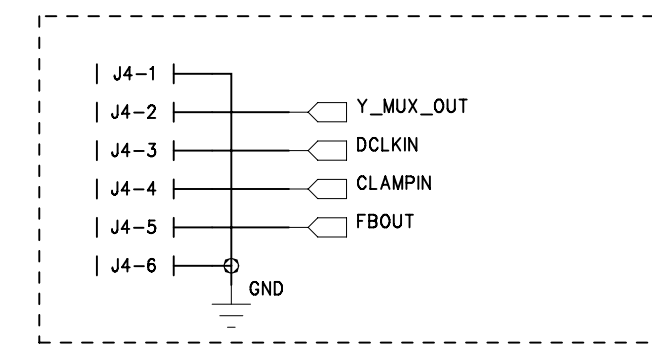 J4-1
J4-2 Y_MUX_OUT
J4-3 DCLKIN
J4-4 CLAMPIN
J4-5 FBOUT
J4-6
GND